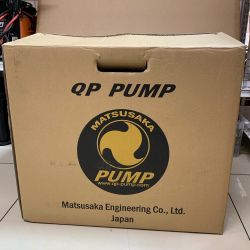 QP PUMP
MATSUSAKA
PUMP
www.qp-pump.com
Matsusaka Engineering Co., Ltd.
Japan